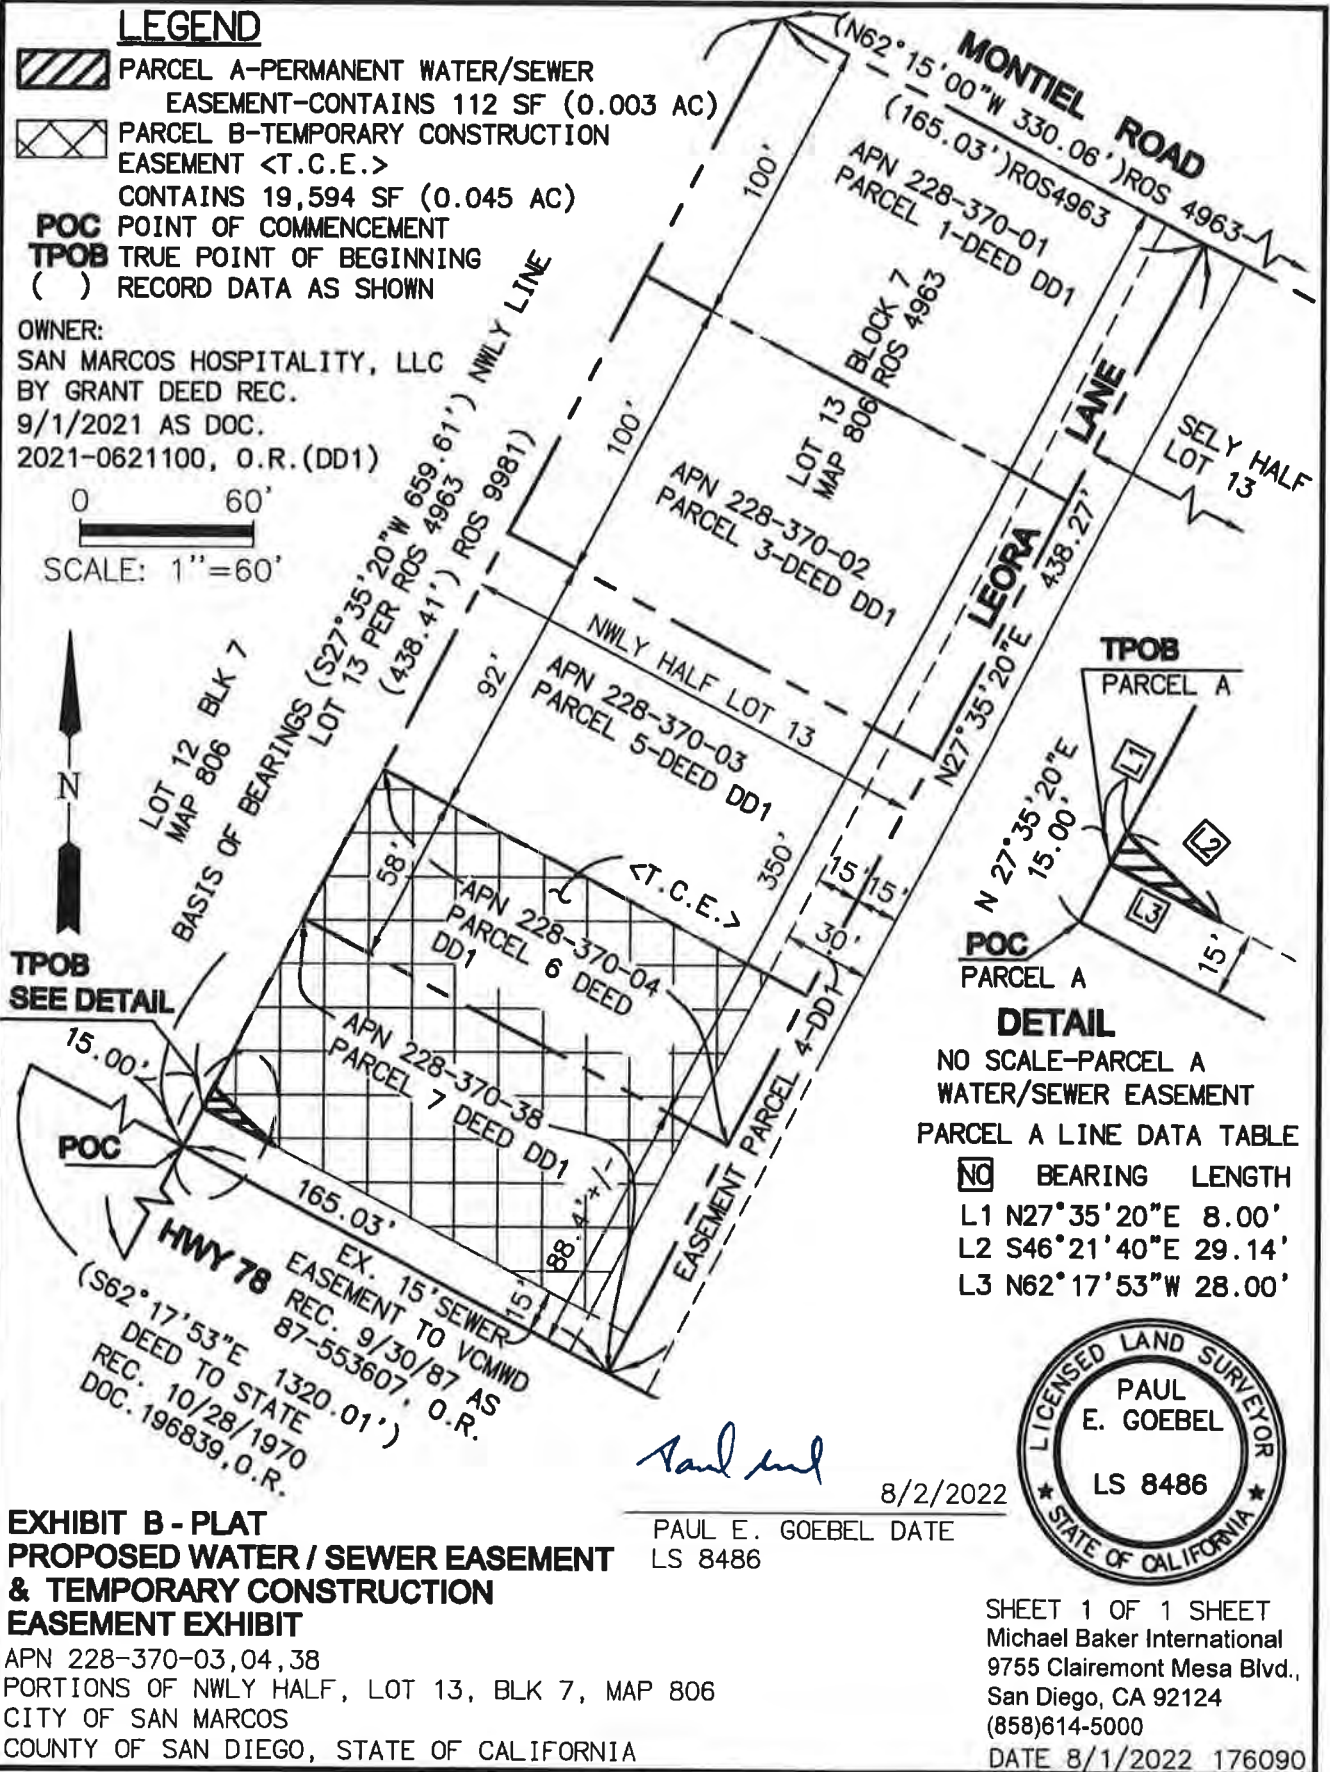 LEGEND
PARCEL A-PERMANENT WATER/SEWER
EASEMENT-CONTAINS 112 SF (0.003 AC)
PARCEL B-TEMPORARY CONSTRUCTION
EASEMENT <T.C.E.>
CONTAINS 19,594 SF (0.045 AC)
POC POINT OF COMMENCEMENT
TPOB TRUE POINT OF BEGINNING
( ) RECORD DATA AS SHOWN
OWNER:
SAN MARCOS HOSPITALITY, LLC
BY GRANT DEED REC.
9/1/2021 AS DOC.
2021-0621100, O.R.(DD1)
0 60'
SCALE: 1"=60'
N
MONTIEL ROAD
(N62°15'00"W 330.06')ROS 4963
(165.03')ROS4963
100'
APN 228-370-01
PARCEL 1-DEED DD1
LOT 13 BLOCK 7
MAP 806 ROS 4963
100'
APN 228-370-02
PARCEL 3-DEED DD1
LEORA LANE
N27°35'20"E 438.27'
SELY HALF
LOT 13
NWLY HALF LOT 13
92'
APN 228-370-03
PARCEL 5-DEED DD1
350'
15' 15'
30'
LOT 12 BLK 7
MAP 806
BASIS OF BEARINGS (S27°35'20"W 659.61') NWLY LINE
LOT 13 PER ROS 4963
(438.41') ROS 9981)
58'
<T.C.E.>
APN 228-370-04
PARCEL 6 DEED
DD1
APN 228-370-38
PARCEL 7 DEED DD1
EASEMENT PARCEL 4-DD1
88.4'+/-
15'
TPOB
SEE DETAIL
15.00'
POC
165.03'
HWY 78
EX. 15'SEWER
EASEMENT TO VCMWD
REC. 9/30/87 AS
87-553607, O.R.
(S62°17'53"E 1320.01')
DEED TO STATE
REC. 10/28/1970
DOC.196839,O.R.
TPOB
PARCEL A
N 27°35'20"E
15.00'
L1
L2
L3
15'
POC
PARCEL A
DETAIL
NO SCALE-PARCEL A
WATER/SEWER EASEMENT
PARCEL A LINE DATA TABLE
NO BEARING LENGTH
L1 N27°35'20"E 8.00'
L2 S46°21'40"E 29.14'
L3 N62°17'53"W 28.00'
LICENSED LAND SURVEYOR
PAUL
E. GOEBEL
LS 8486
STATE OF CALIFORNIA
8/2/2022
PAUL E. GOEBEL DATE
LS 8486
EXHIBIT B - PLAT
PROPOSED WATER / SEWER EASEMENT
& TEMPORARY CONSTRUCTION
EASEMENT EXHIBIT
APN 228-370-03,04,38
PORTIONS OF NWLY HALF, LOT 13, BLK 7, MAP 806
CITY OF SAN MARCOS
COUNTY OF SAN DIEGO, STATE OF CALIFORNIA
SHEET 1 OF 1 SHEET
Michael Baker International
9755 Clairemont Mesa Blvd.,
San Diego, CA 92124
(858)614-5000
DATE 8/1/2022 176090